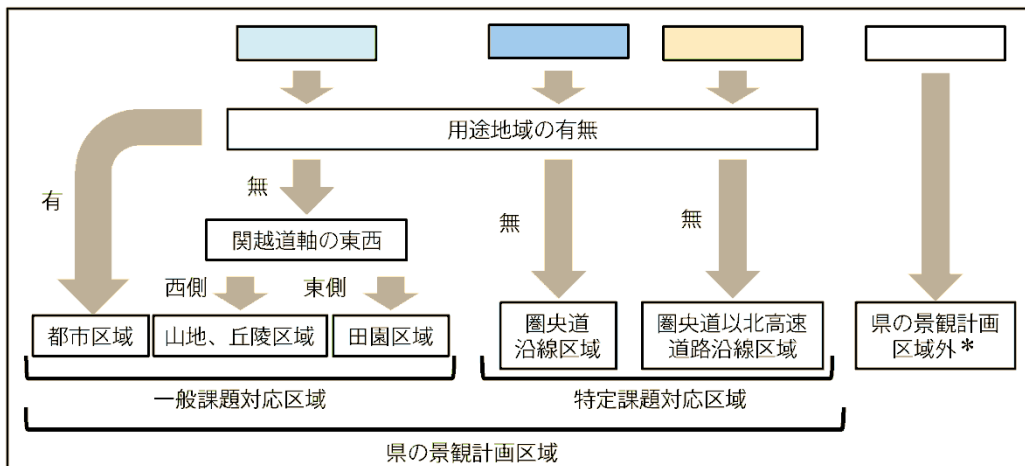 用途地域の有無
有
無
無
無
関越道軸の東西
西側
東側
都市区域
山地、丘陵区域
田園区域
圏央道
沿線区域
圏央道以北高速
道路沿線区域
県の景観計画
区域外*
一般課題対応区域
特定課題対応区域
県の景観計画区域